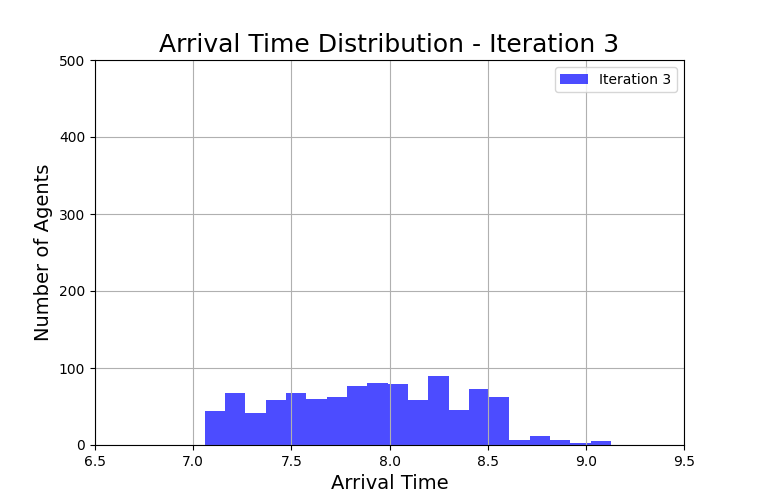 Arrival Time Distribution - Iteration 3
Iteration 3
Number of Agents
500
400
300
200
100
0
6.5 7.0 7.5 8.0 8.5 9.0 9.5
Arrival Time